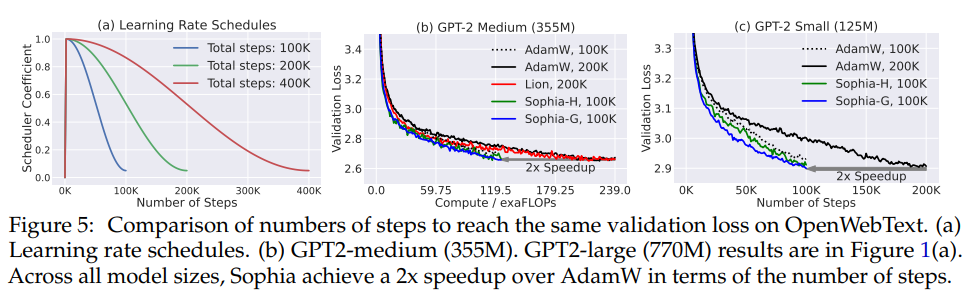 (a) Learning Rate Schedules
Scheduler Coefficient
1.0
0.8
0.6
0.4
0.2
0.0
Total steps: 100K
Total steps: 200K
Total steps: 400K
0K 100K 200K 300K 400K
Number of Steps
(b) GPT-2 Medium (355M)
Validation Loss
3.4
3.2
3.0
2.8
2.6
AdamW, 100K
AdamW, 200K
Lion, 200K
Sophia-H, 100K
Sophia-G, 100K
2x Speedup
0.0 59.75 119.5 179.25 239.0
Compute / exaFLOPs
(c) GPT-2 Small (125M)
Validation Loss
3.3
3.2
3.1
3.0
2.9
AdamW, 100K
AdamW, 200K
Sophia-H, 100K
Sophia-G, 100K
2x Speedup
0K 50K 100K 150K 200K
Number of Steps
Figure 5: Comparison of numbers of steps to reach the same validation loss on OpenWebText. (a)
Learning rate schedules. (b) GPT2-medium (355M). GPT2-large (770M) results are in Figure 1(a).
Across all model sizes, Sophia achieve a 2x speedup over AdamW in terms of the number of steps.